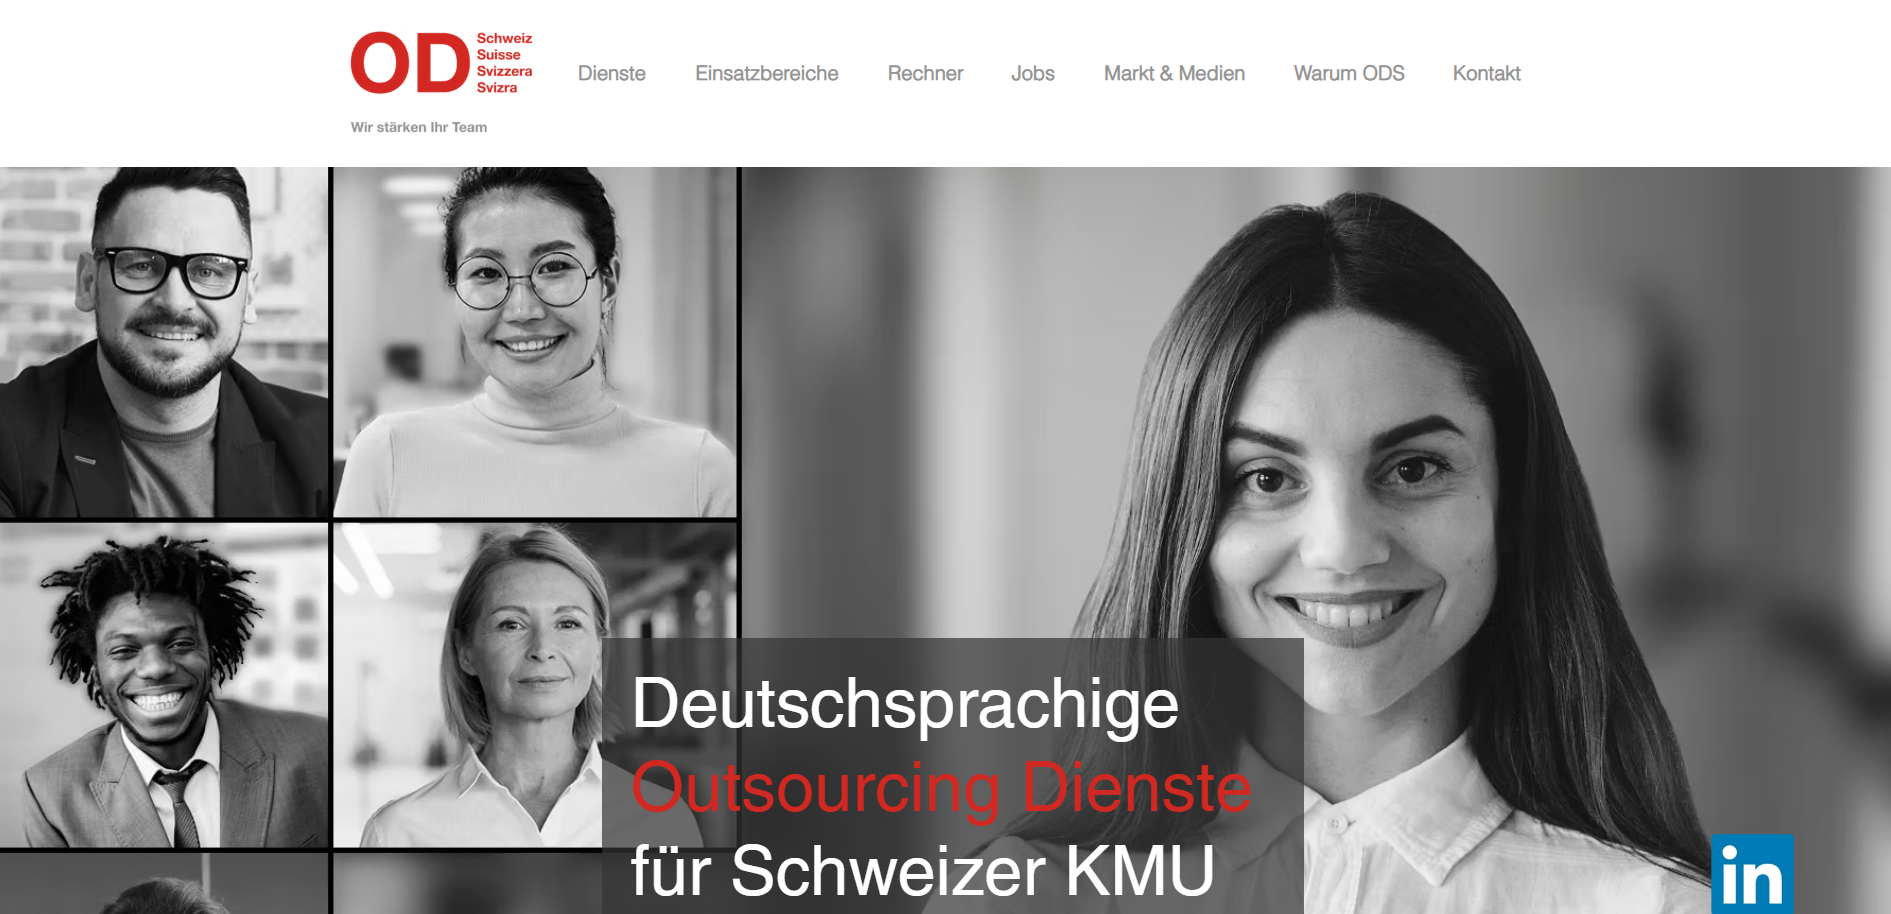 OD
Schweiz
Suisse
Svizzera
Svizra
Wir stärken Ihr Team
Dienste Einsatzbereiche Rechner Jobs Markt & Medien Warum ODS Kontakt
Deutschsprachige
Outsourcing Dienste
für Schweizer KMU
in